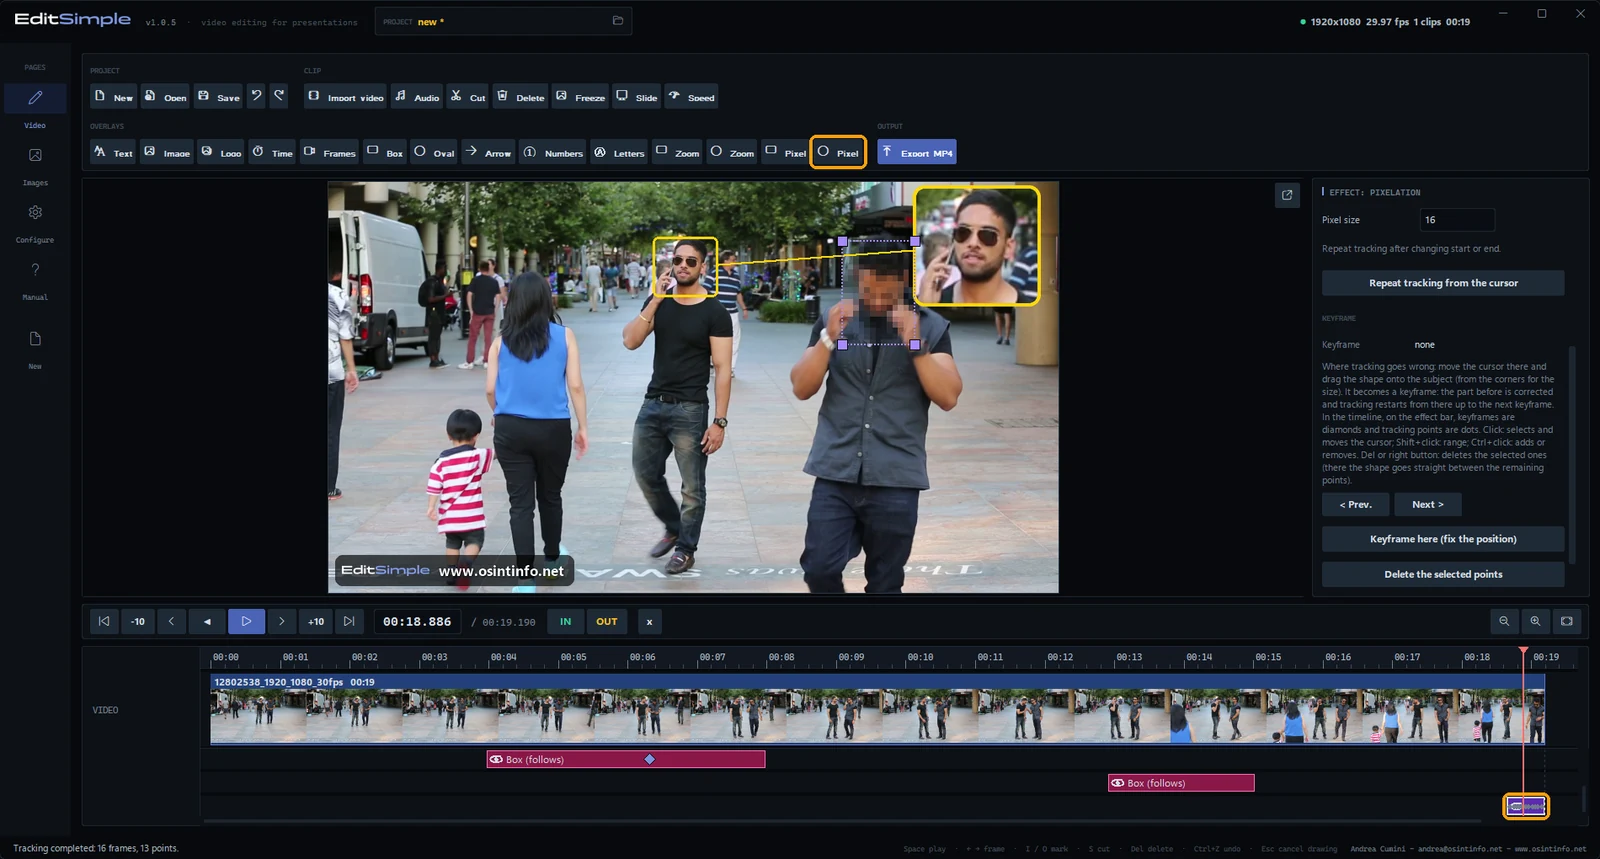 EditSimple v1.0.5 · video editing for presentations PROJECT new * 1920x1080 29.97 fps 1 clips 00:19
PAGES
Video
Images
Configure
Manual
New
PROJECT CLIP
New Open Save Import video Audio Cut Delete Freeze Slide Speed
OVERLAYS OUTPUT
Text Image Logo Time Frames Box Oval Arrow Numbers Letters Zoom Zoom Pixel Pixel Export MP4
EditSimple www.osintinfo.net
EFFECT: PIXELATION
Pixel size 16
Repeat tracking after changing start or end.
Repeat tracking from the cursor
KEYFRAME
Keyframe none
Where tracking goes wrong: move the cursor there and
drag the shape onto the subject (from the corners for the
size). It becomes a keyframe: the part before is corrected
and tracking restarts from there up to the next keyframe.
In the timeline, on the effect bar, keyframes are
diamonds and tracking points are dots. Click: selects and
moves the cursor; Shift+click: range; Ctrl+click: adds or
removes. Del or right button: deletes the selected ones
(there the shape goes straight between the remaining
points).
< Prev. Next >
Keyframe here (fix the position)
Delete the selected points
-10 +10 00:18.886 / 00:19.190 IN OUT x
00:00 00:01 00:02 00:03 00:04 00:05 00:06 00:07 00:08 00:09 00:10 00:11 00:12 00:13 00:14 00:15 00:16 00:17 00:18 00:19
VIDEO
12802538_1920_1080_30fps 00:19
Box (follows)
Box (follows)
Tracking completed: 16 frames, 13 points. Space play · frame · I / O mark · S cut · Del delete · Ctrl+Z undo · Esc cancel drawing Andrea Cumini – andrea@osintinfo.net – www.osintinfo.net